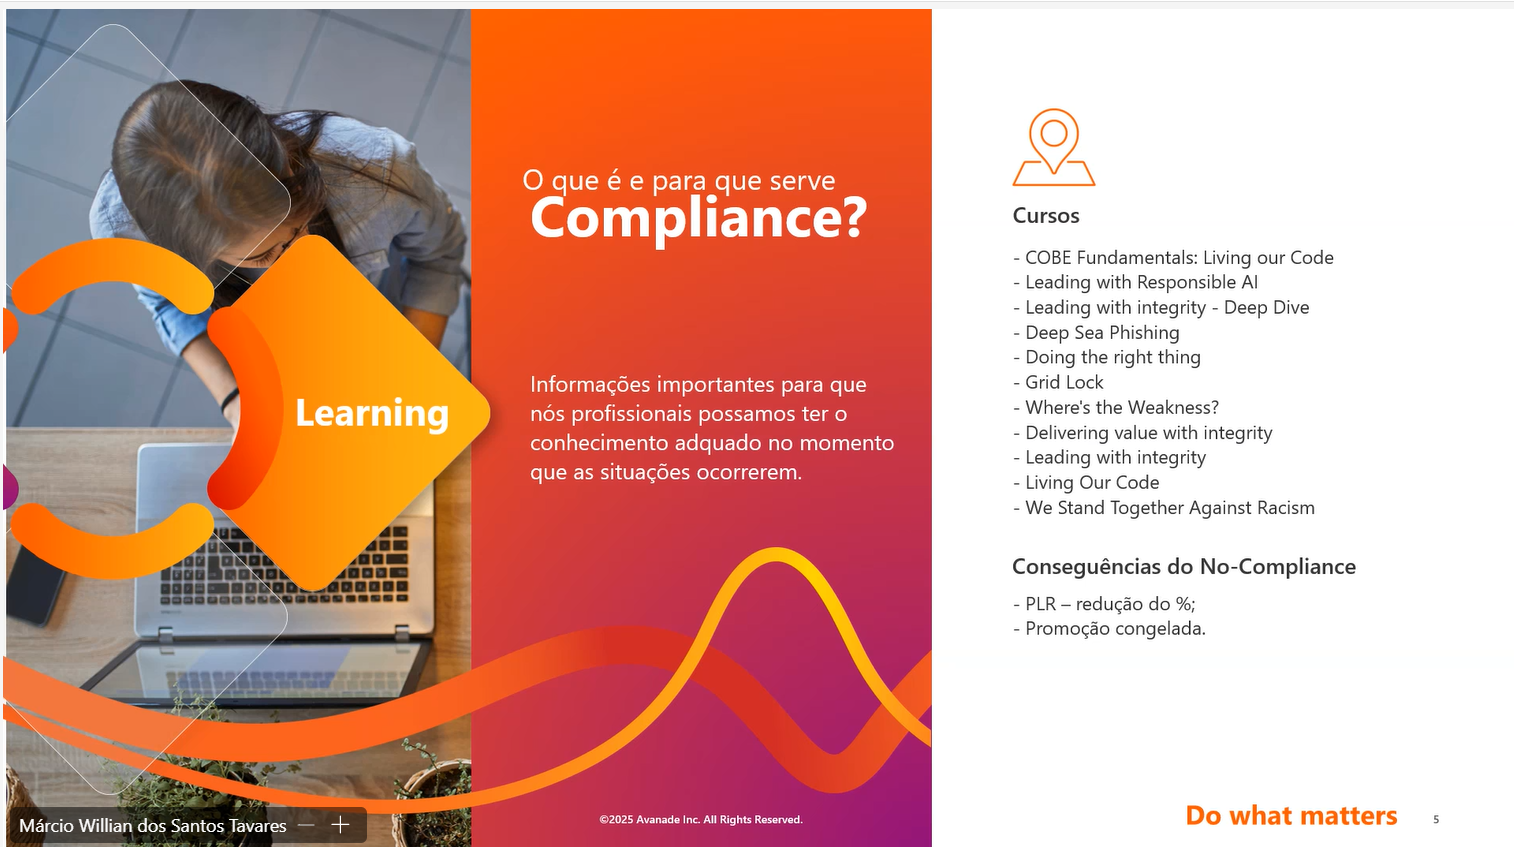 O que é e para que serve
Compliance?
Learning
Informações importantes para que
nós profissionais possamos ter o
conhecimento adquado no momento
que as situações ocorrerem.
©2025 Avanade Inc. All Rights Reserved.
Márcio Willian dos Santos Tavares
Cursos
- COBE Fundamentals: Living our Code
- Leading with Responsible AI
- Leading with integrity - Deep Dive
- Deep Sea Phishing
- Doing the right thing
- Grid Lock
- Where's the Weakness?
- Delivering value with integrity
- Leading with integrity
- Living Our Code
- We Stand Together Against Racism
Conseguências do No-Compliance
- PLR – redução do %;
- Promoção congelada.
Do what matters
5